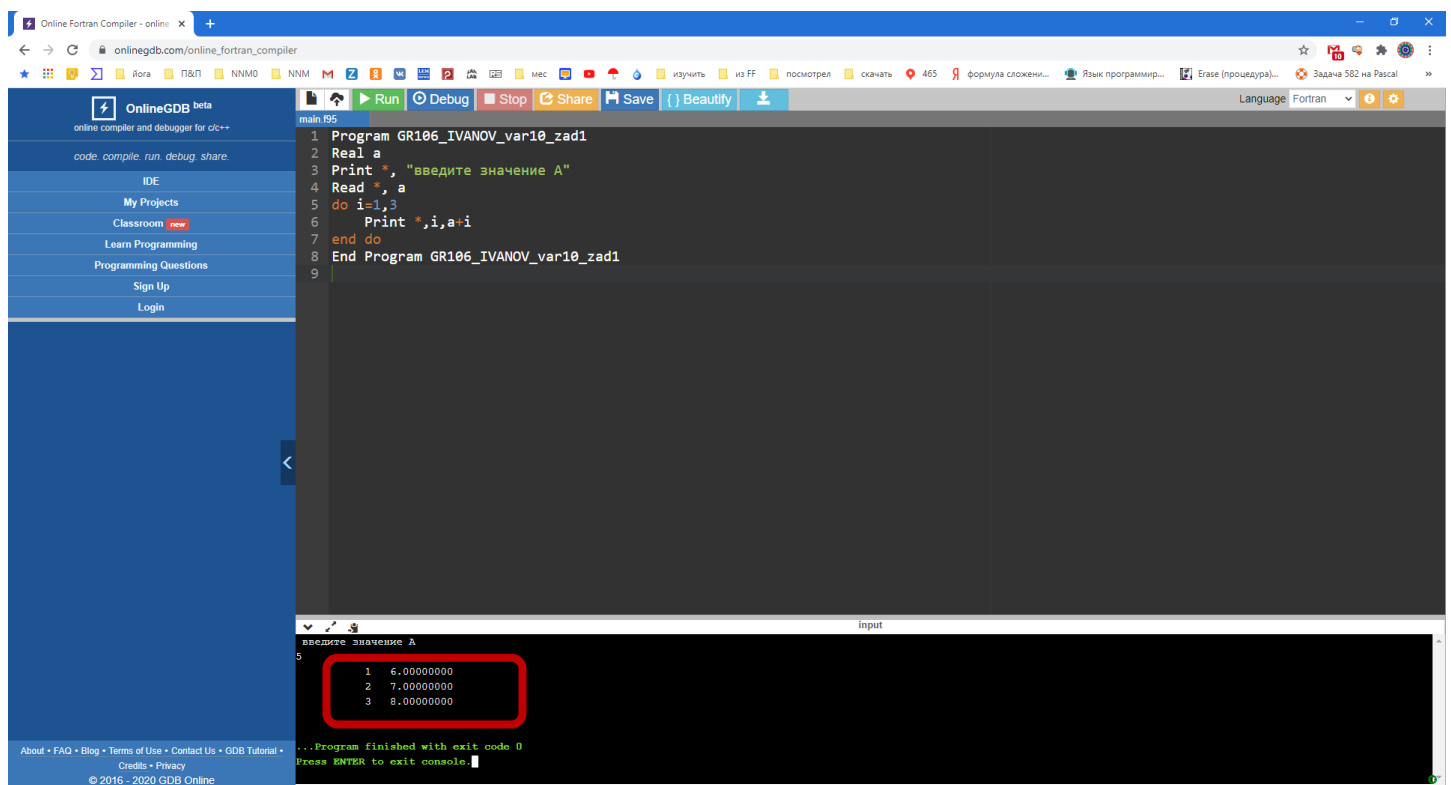 Online Fortran Compiler - online
onlinegdb.com/online_fortran_compiler
10
йога П&П NNM0 NNM мес изучить из FF посмотрел скачать 465 формула сложени... Язык программир... Erase (процедура)... Задача 582 на Pascal »
OnlineGDB beta
online compiler and debugger for c/c++
code. compile. run. debug. share.
IDE
My Projects
Classroom new
Learn Programming
Programming Questions
Sign Up
Login
Run Debug Stop Share Save { } Beautify
Language Fortran
main.f95
1 Program GR106_IVANOV_var10_zad1
2 Real a
3 Print *, "введите значение A"
4 Read *, a
5 do i=1,3
6 Print *,i,a+i
7 end do
8 End Program GR106_IVANOV_var10_zad1
9
input
введите значение A
5
1 6.00000000
2 7.00000000
3 8.00000000
...Program finished with exit code 0
Press ENTER to exit console.
About • FAQ • Blog • Terms of Use • Contact Us • GDB Tutorial •
Credits • Privacy
© 2016 - 2020 GDB Online